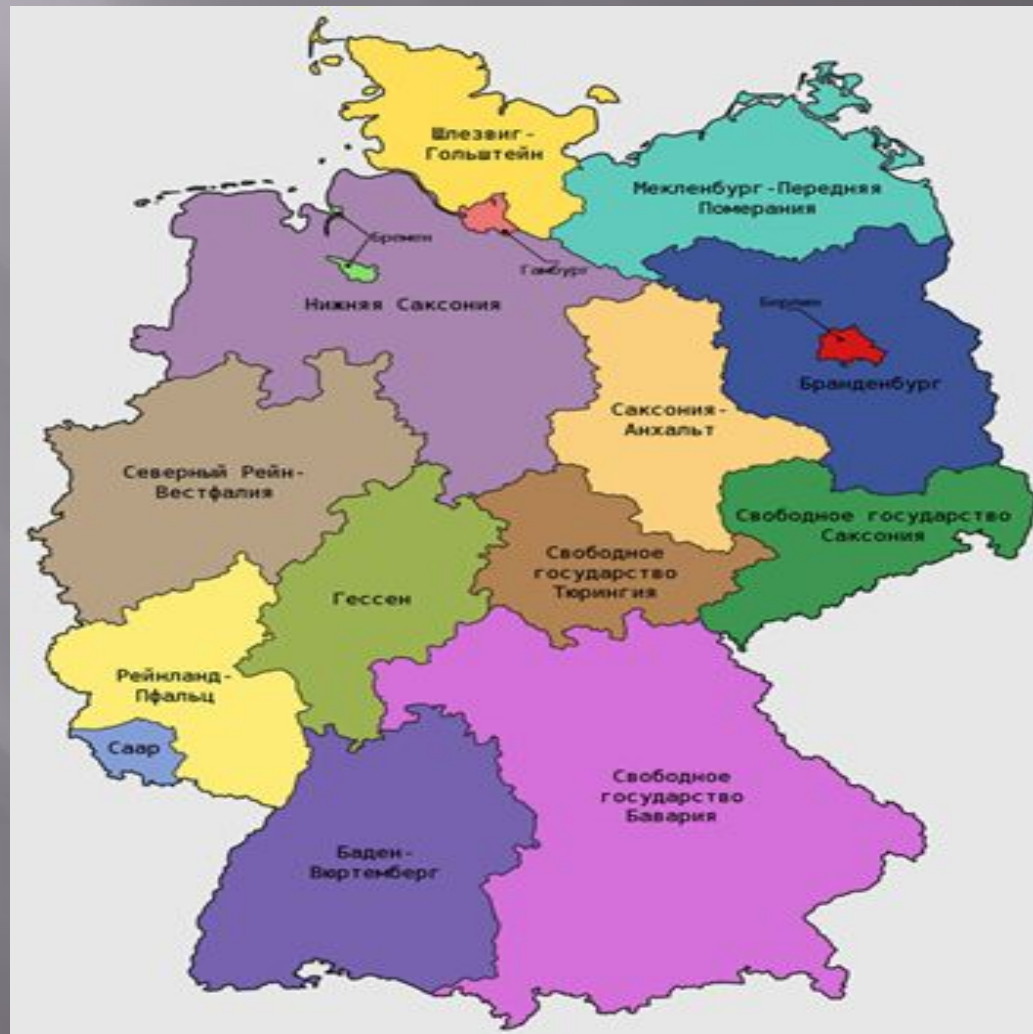 Шлезвиг-
Гольштейн
Мекленбург-Передняя
Померания
Бремен
Гамбург
Нижняя Саксония
Берлин
Бранденбург
Саксония-
Анхальт
Северный Рейн-
Вестфалия
Свободное государство
Саксония
Свободное
государство
Тюрингия
Гессен
Рейнланд-
Пфальц
Саар
Свободное
государство
Бавария
Баден-
Вюртемберг